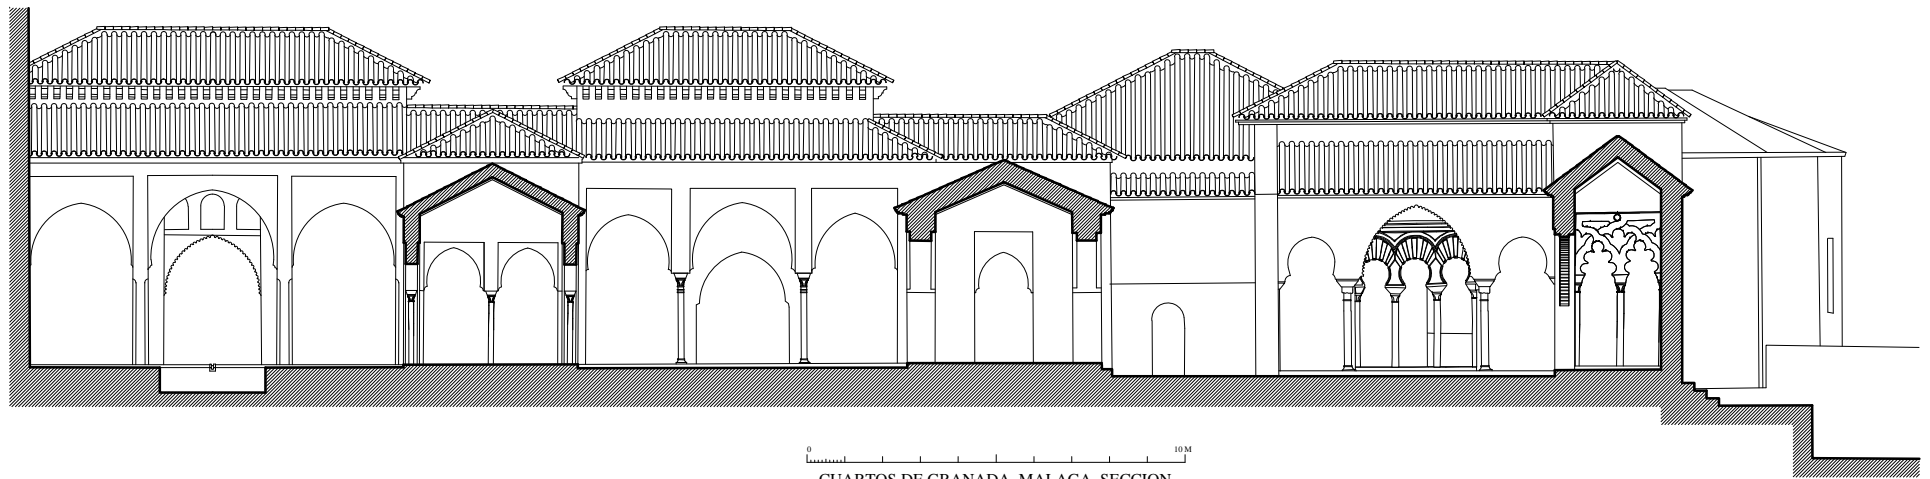 0 10 M
CUARTOS DE GRANADA. MALAGA. SECCION